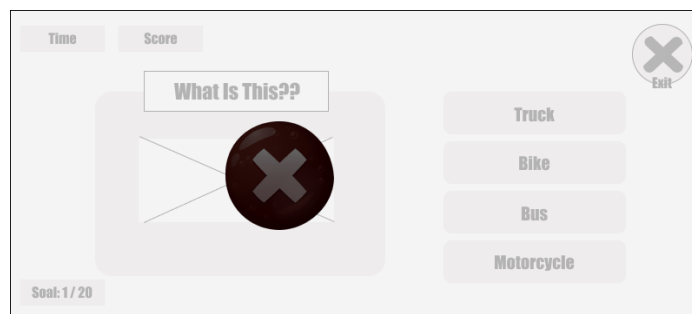 Time
Score
Exit
What Is This??
Truck
Bike
Bus
Motorcycle
Soal: 1 / 20